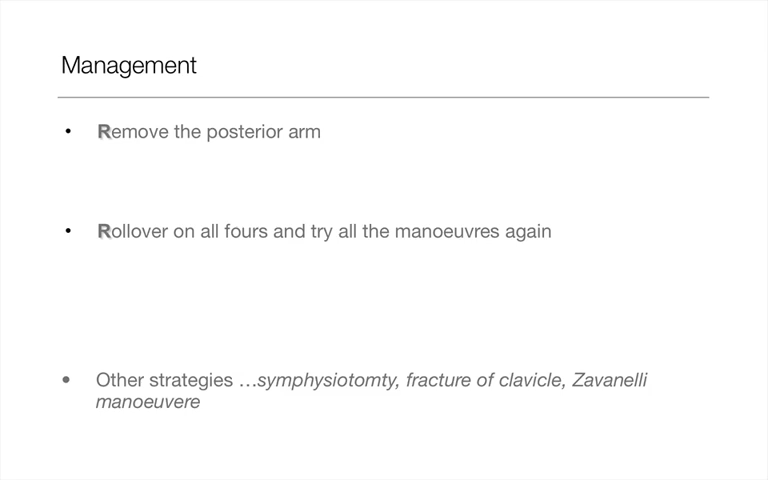 Management
• Remove the posterior arm
• Rollover on all fours and try all the manoeuvres again
• Other strategies …symphysiotomty, fracture of clavicle, Zavanelli
manoeuvere